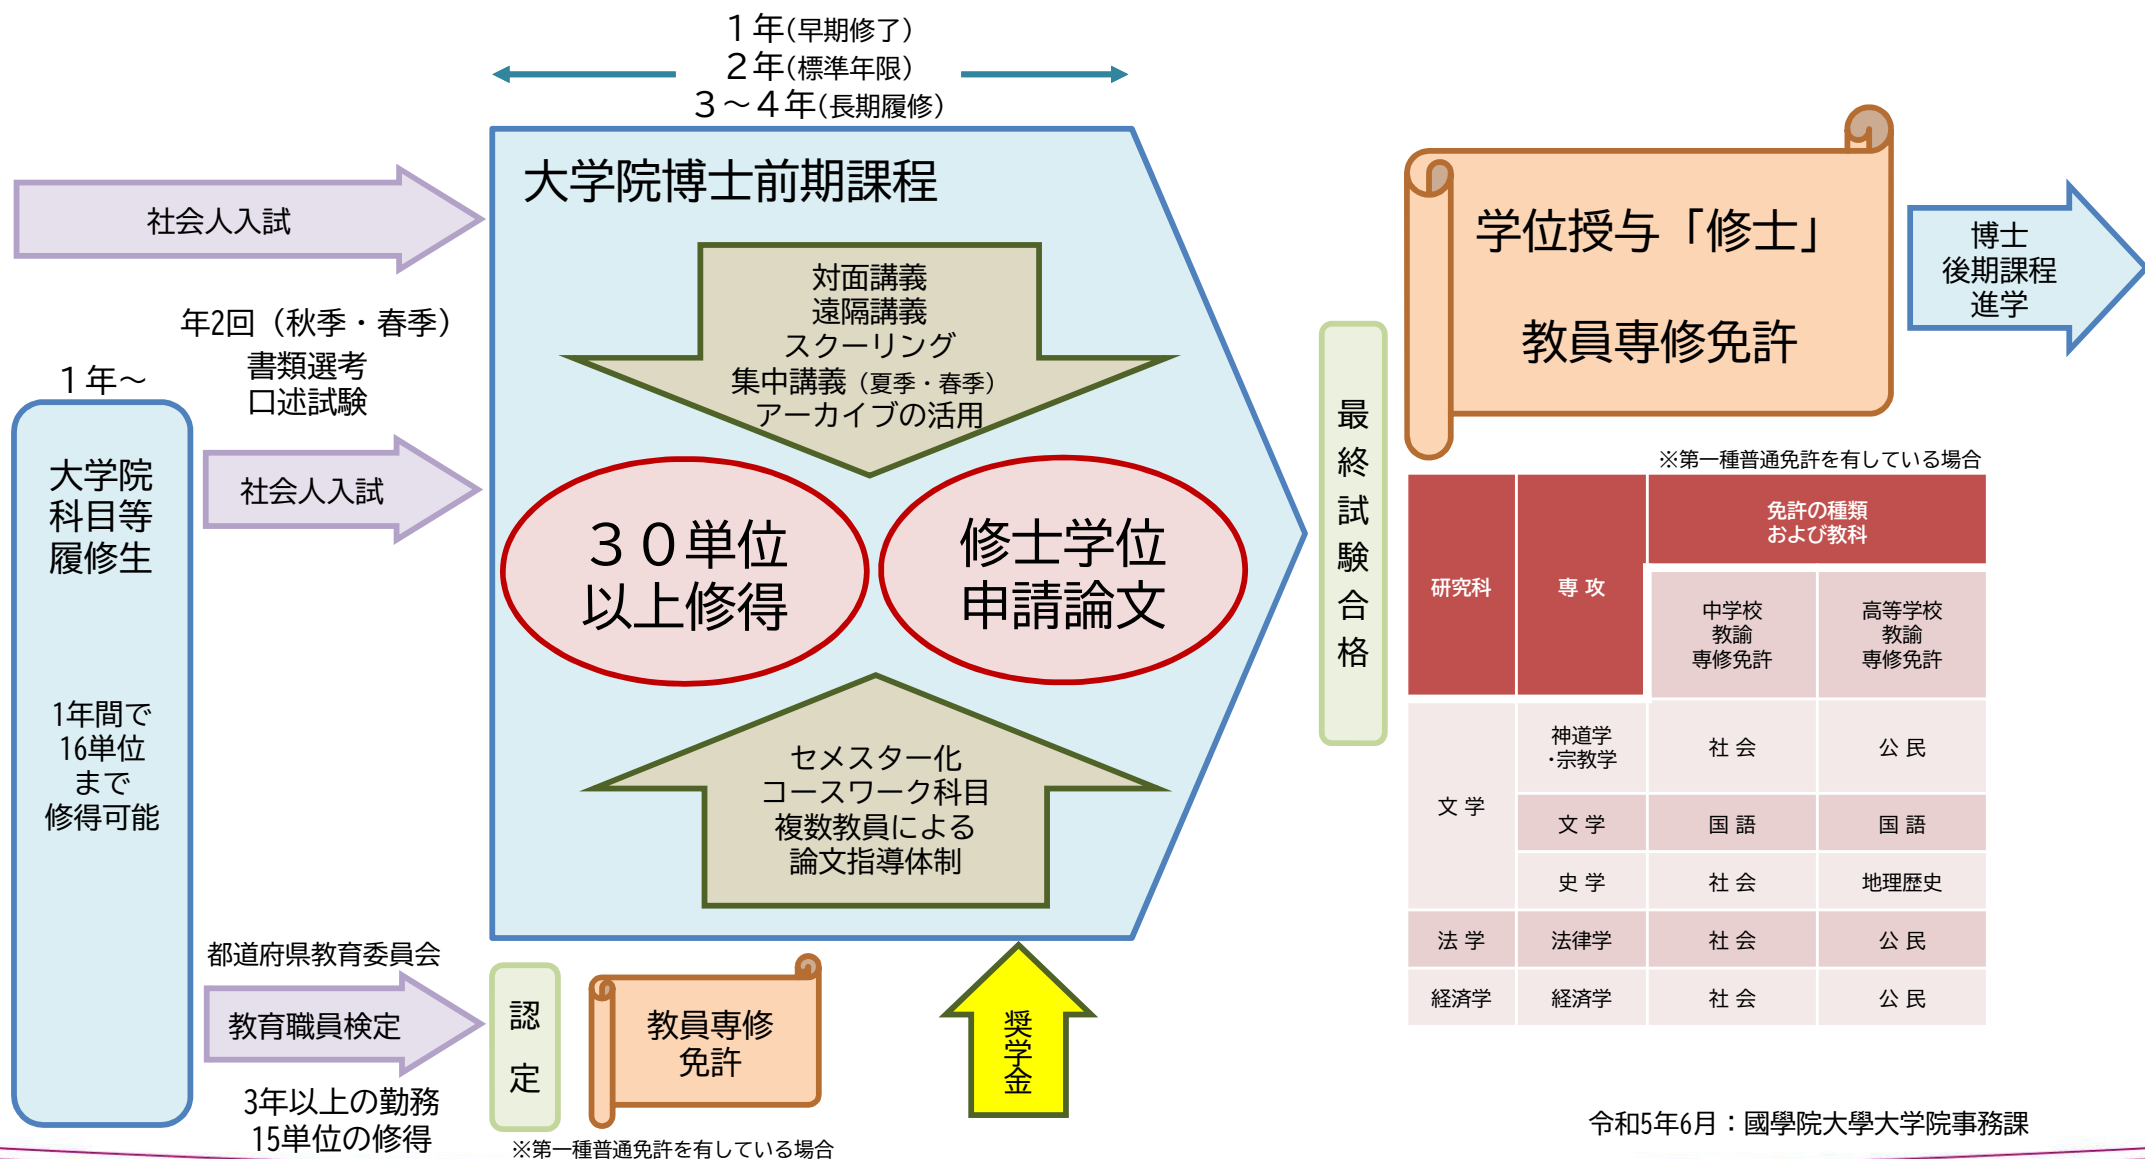 １年(早期修了)
２年(標準年限)
３～４年(長期履修)
大学院博士前期課程
社会人入試
対面講義
遠隔講義
スクーリング
集中講義（夏季・春季）
アーカイブの活用
年2回（秋季・春季）
書類選考
口述試験
１年～
大学院
科目等
履修生
1年間で
16単位
まで
修得可能
社会人入試
３０単位
以上修得
修士学位
申請論文
セメスター化
コースワーク科目
複数教員による
論文指導体制
都道府県教育委員会
教育職員検定
3年以上の勤務
15単位の修得
認定
教員専修
免許
※第一種普通免許を有している場合
奨学金
最終試験合格
学位授与「修士」
教員専修免許
博士
後期課程
進学
※第一種普通免許を有している場合
研究科
専 攻
免許の種類
および教科
中学校
教諭
専修免許
高等学校
教諭
専修免許
文 学
神道学
・宗教学
社 会
公 民
文 学
国 語
国 語
史 学
社 会
地理歴史
法 学
法律学
社 会
公 民
経済学
経済学
社 会
公 民
令和5年6月：國學院大學大学院事務課